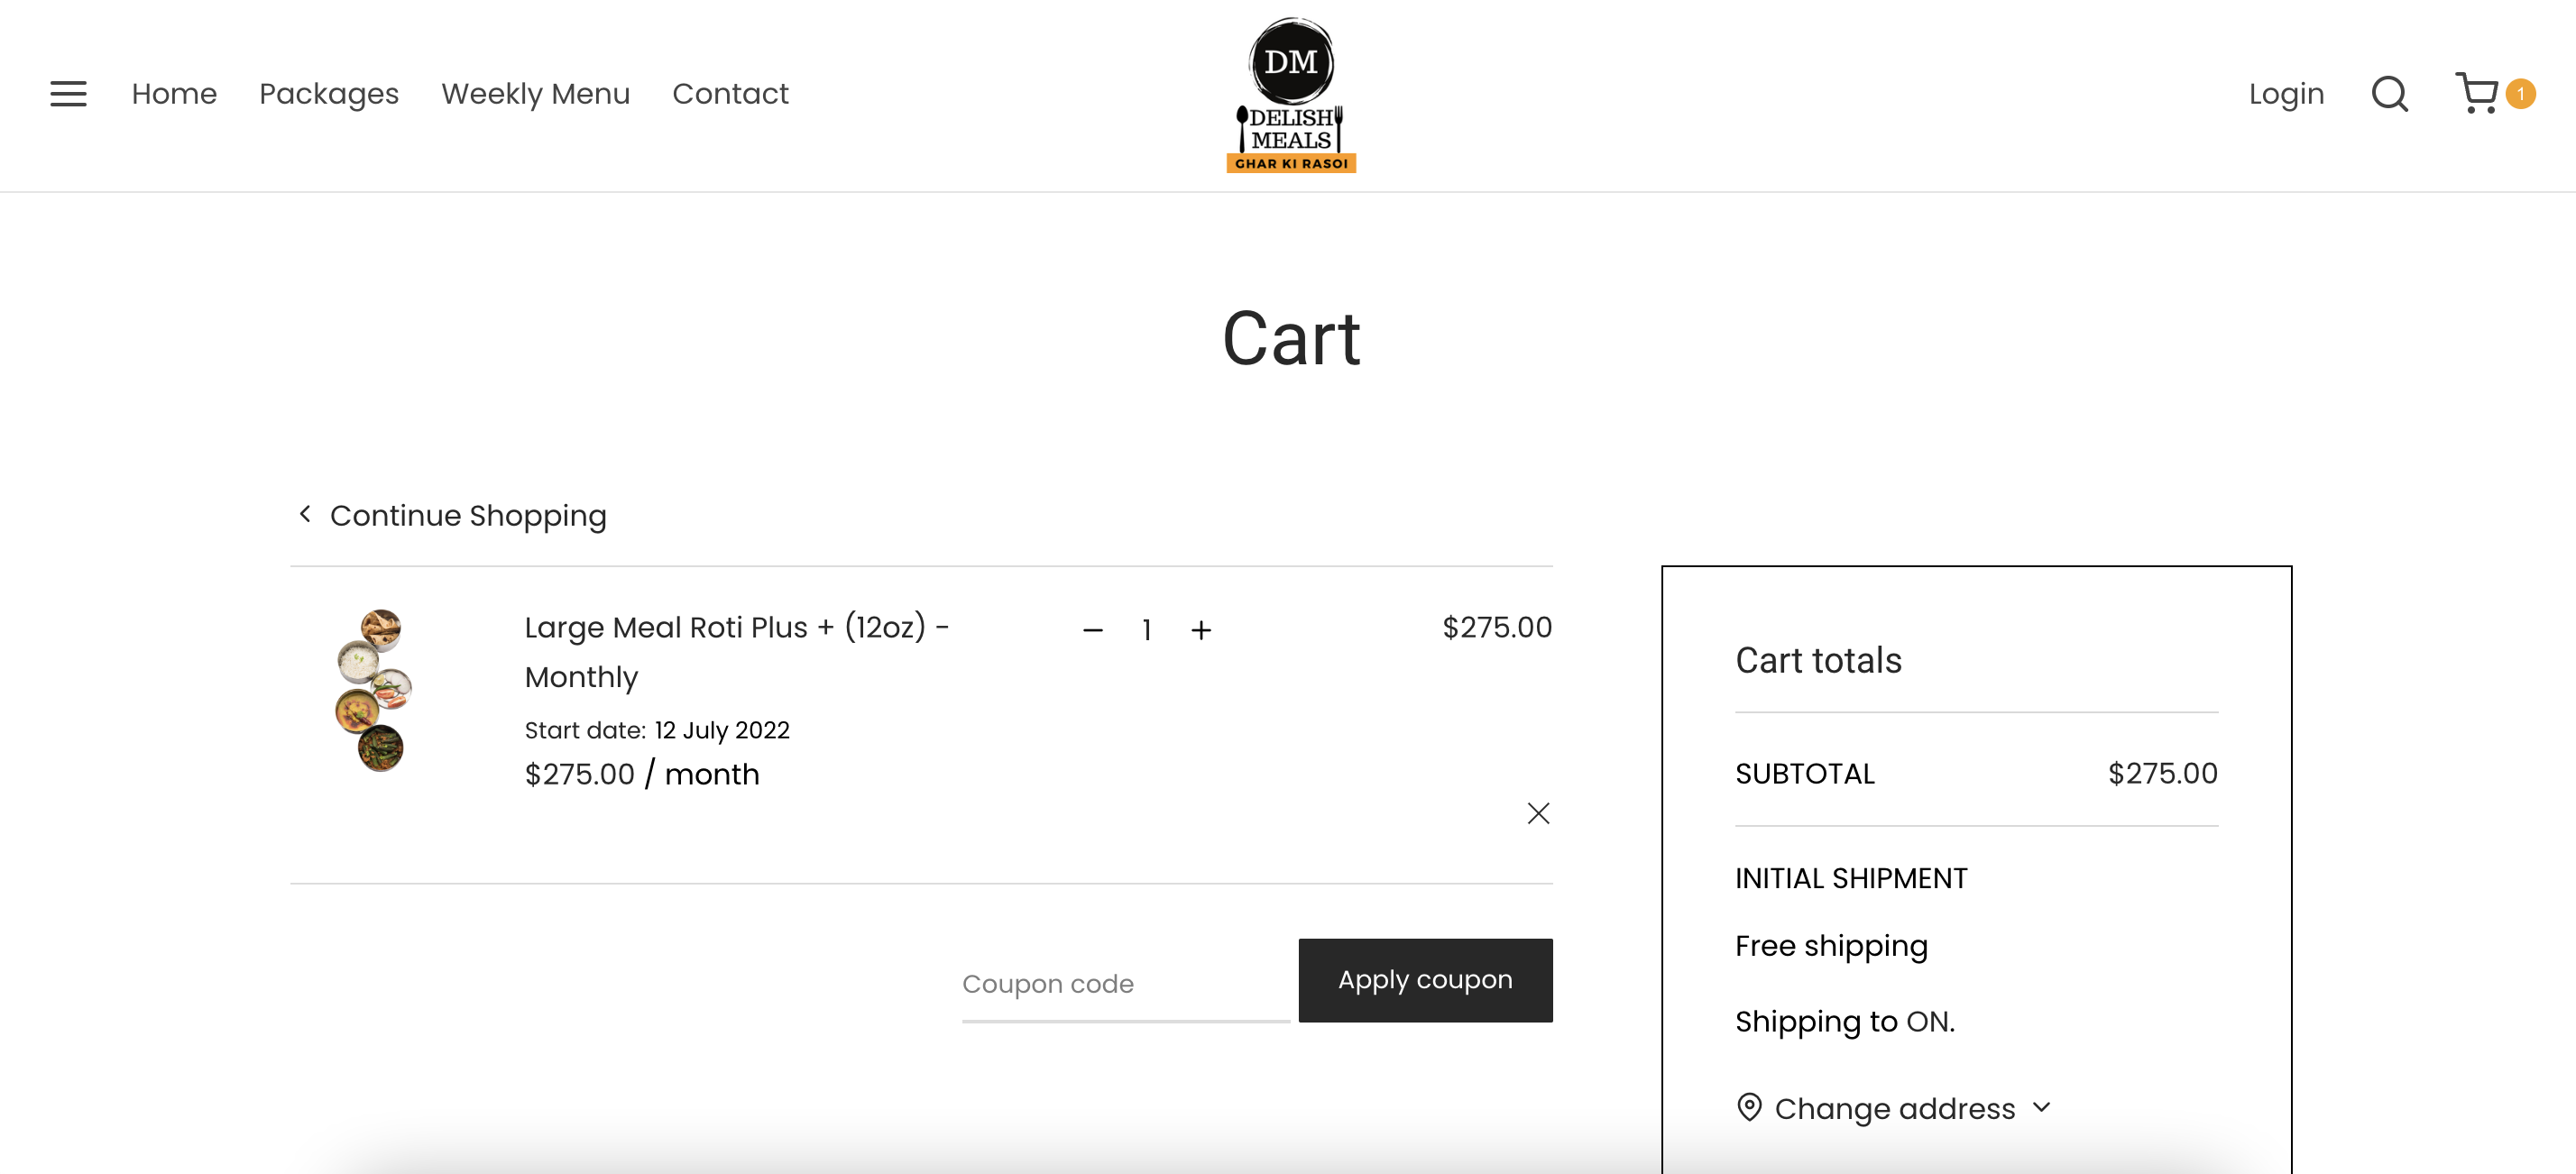 Home Packages Weekly Menu Contact
DM
DELISH
MEALS
GHAR KI RASOI
Login
1
Cart
Continue Shopping
Large Meal Roti Plus + (12oz) -
Monthly
Start date: 12 July 2022
$275.00 / month
− 1 +
$275.00
Coupon code
Apply coupon
Cart totals
SUBTOTAL $275.00
INITIAL SHIPMENT
Free shipping
Shipping to ON.
Change address